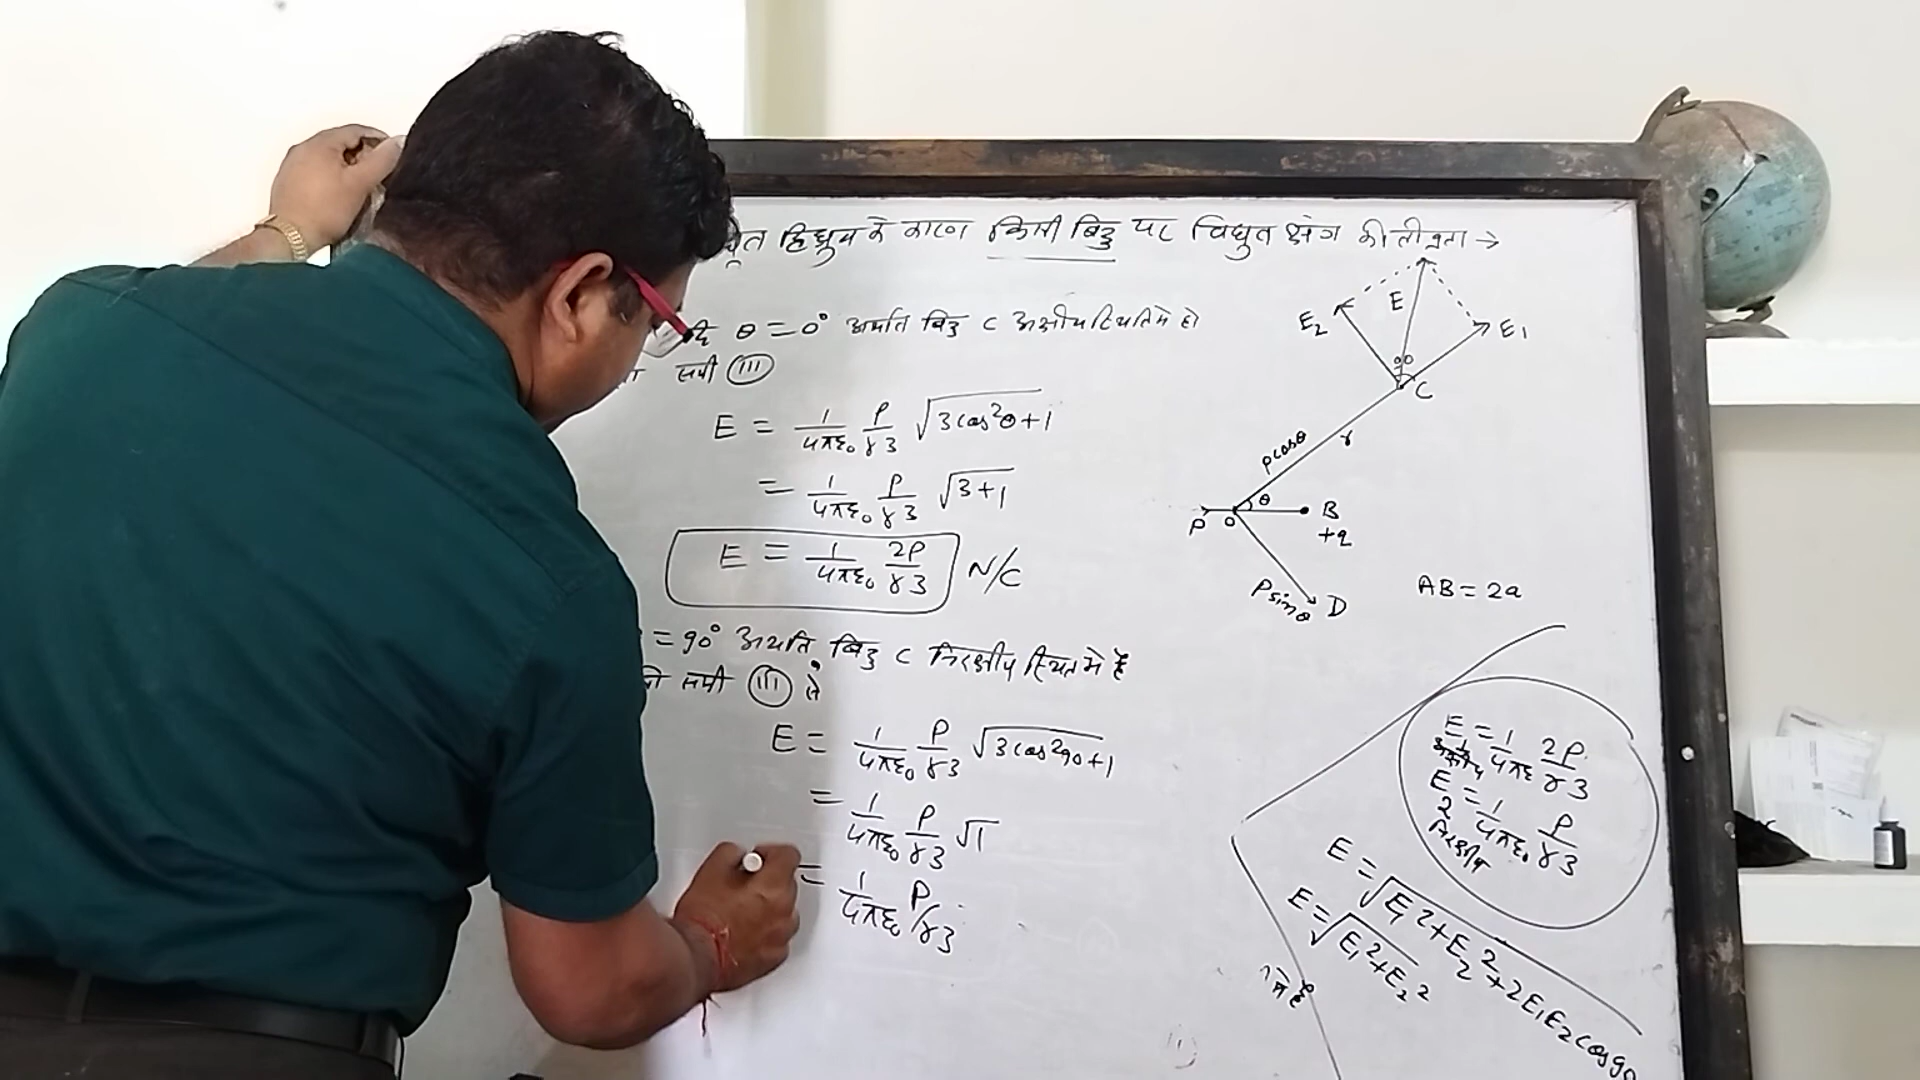 द्विध्रुव के कारण किसी बिंदु पर विद्युत क्षेत्र की तीव्रता →
θ = 0° अर्थात बिंदु C अक्षीय स्थिति में हो
समी (III)
E = 1/4πε₀ P/r3 √3cos²θ+1
= 1/4πε₀ P/r3 √3+1
E = 1/4πε₀ 2P/r3 N/C
= 90° अर्थात बिंदु C निरक्षीय स्थित में है
समी (III) से
E = 1/4πε₀ P/r3 √3cos²90+1
= 1/4πε₀ P/r3 √1
= 1/4πε₀ P/r3
E
E2
E1
90
C
r
Pcosθ
θ
P
O
B
+q
Psinθ
D
AB = 2a
E = 1/4πε 2P/r3
E = 1/4πε₀ P/r3
निरक्षीय
E = √E1²+E2²+2E1E2cos90
E = √E1²+E2²